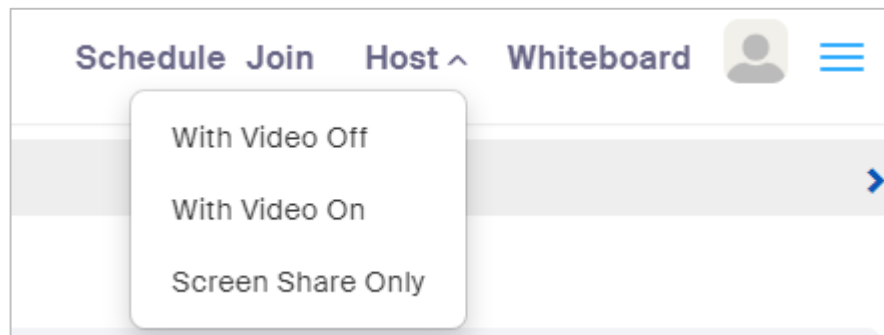 Schedule Join Host Whiteboard
With Video Off
With Video On
Screen Share Only